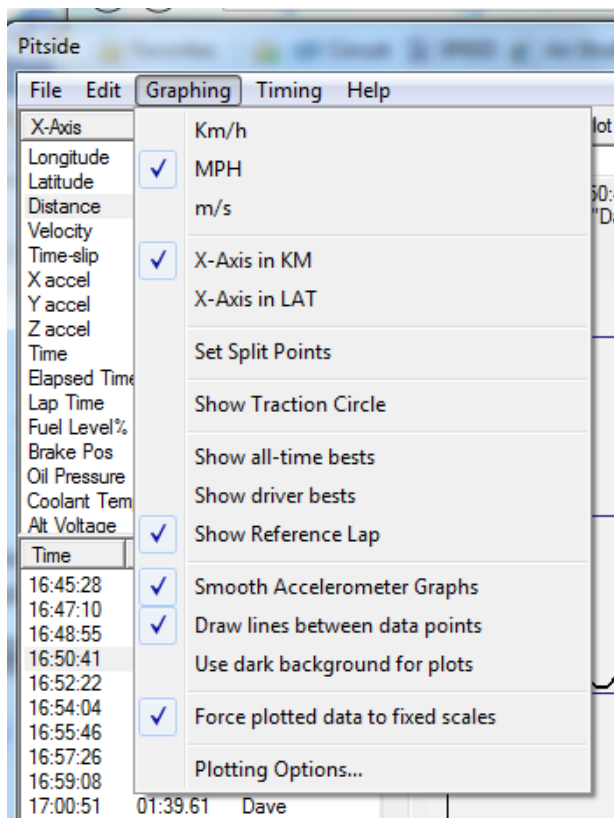 Pitside
File Edit Graphing Timing Help
X-Axis
Longitude
Latitude
Distance
Velocity
Time-slip
X accel
Y accel
Z accel
Time
Elapsed Time
Lap Time
Fuel Level%
Brake Pos
Oil Pressure
Coolant Tem
Alt Voltage
Km/h
MPH
m/s
X-Axis in KM
X-Axis in LAT
Set Split Points
Show Traction Circle
Show all-time bests
Show driver bests
Show Reference Lap
Smooth Accelerometer Graphs
Draw lines between data points
Use dark background for plots
Force plotted data to fixed scales
Plotting Options...
lot
50:
"Da
Time
16:45:28
16:47:10
16:48:55
16:50:41
16:52:22
16:54:04
16:55:46
16:57:26
16:59:08
17:00:51 01:39.61 Dave